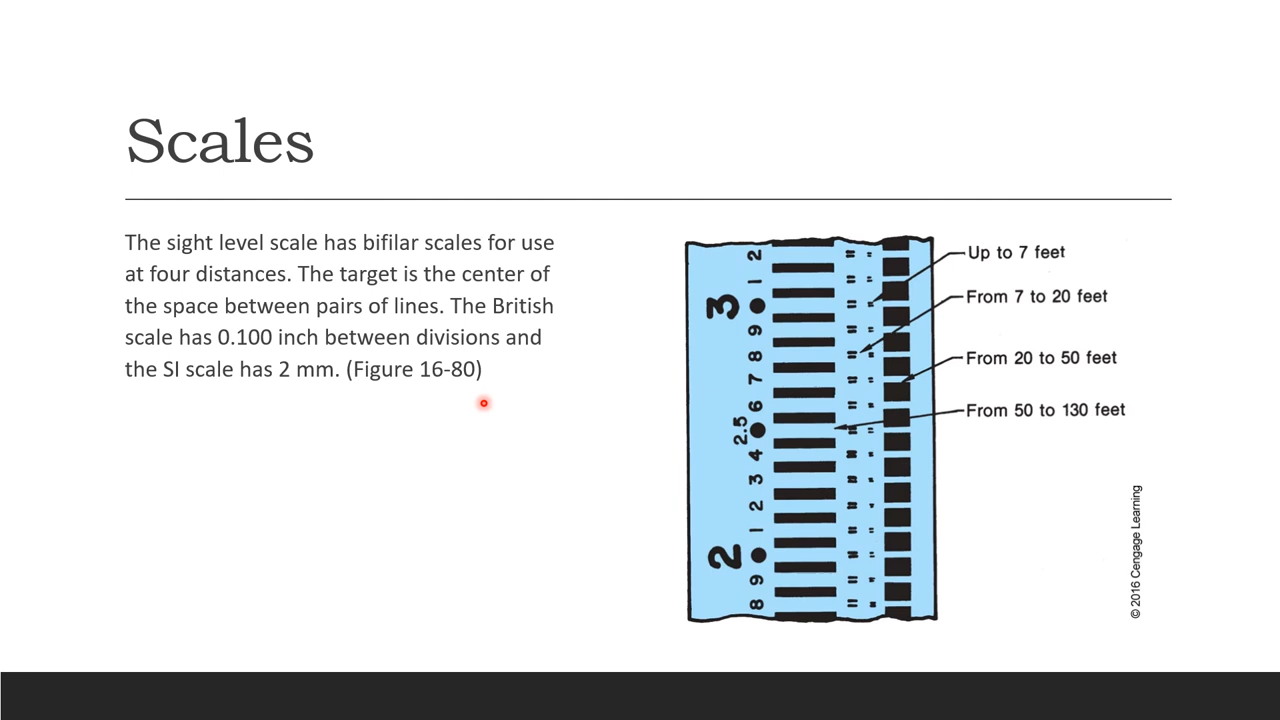 Scales
The sight level scale has bifilar scales for use
at four distances. The target is the center of
the space between pairs of lines. The British
scale has 0.100 inch between divisions and
the SI scale has 2 mm. (Figure 16-80)
2
1
3
9
8
7
6
2.5
4
3
2
1
2
9
8
Up to 7 feet
From 7 to 20 feet
From 20 to 50 feet
From 50 to 130 feet
© 2016 Cengage Learning